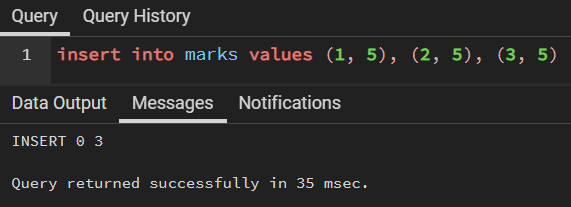 Query Query History
1 insert into marks values (1, 5), (2, 5), (3, 5)
Data Output Messages Notifications
INSERT 0 3
Query returned successfully in 35 msec.